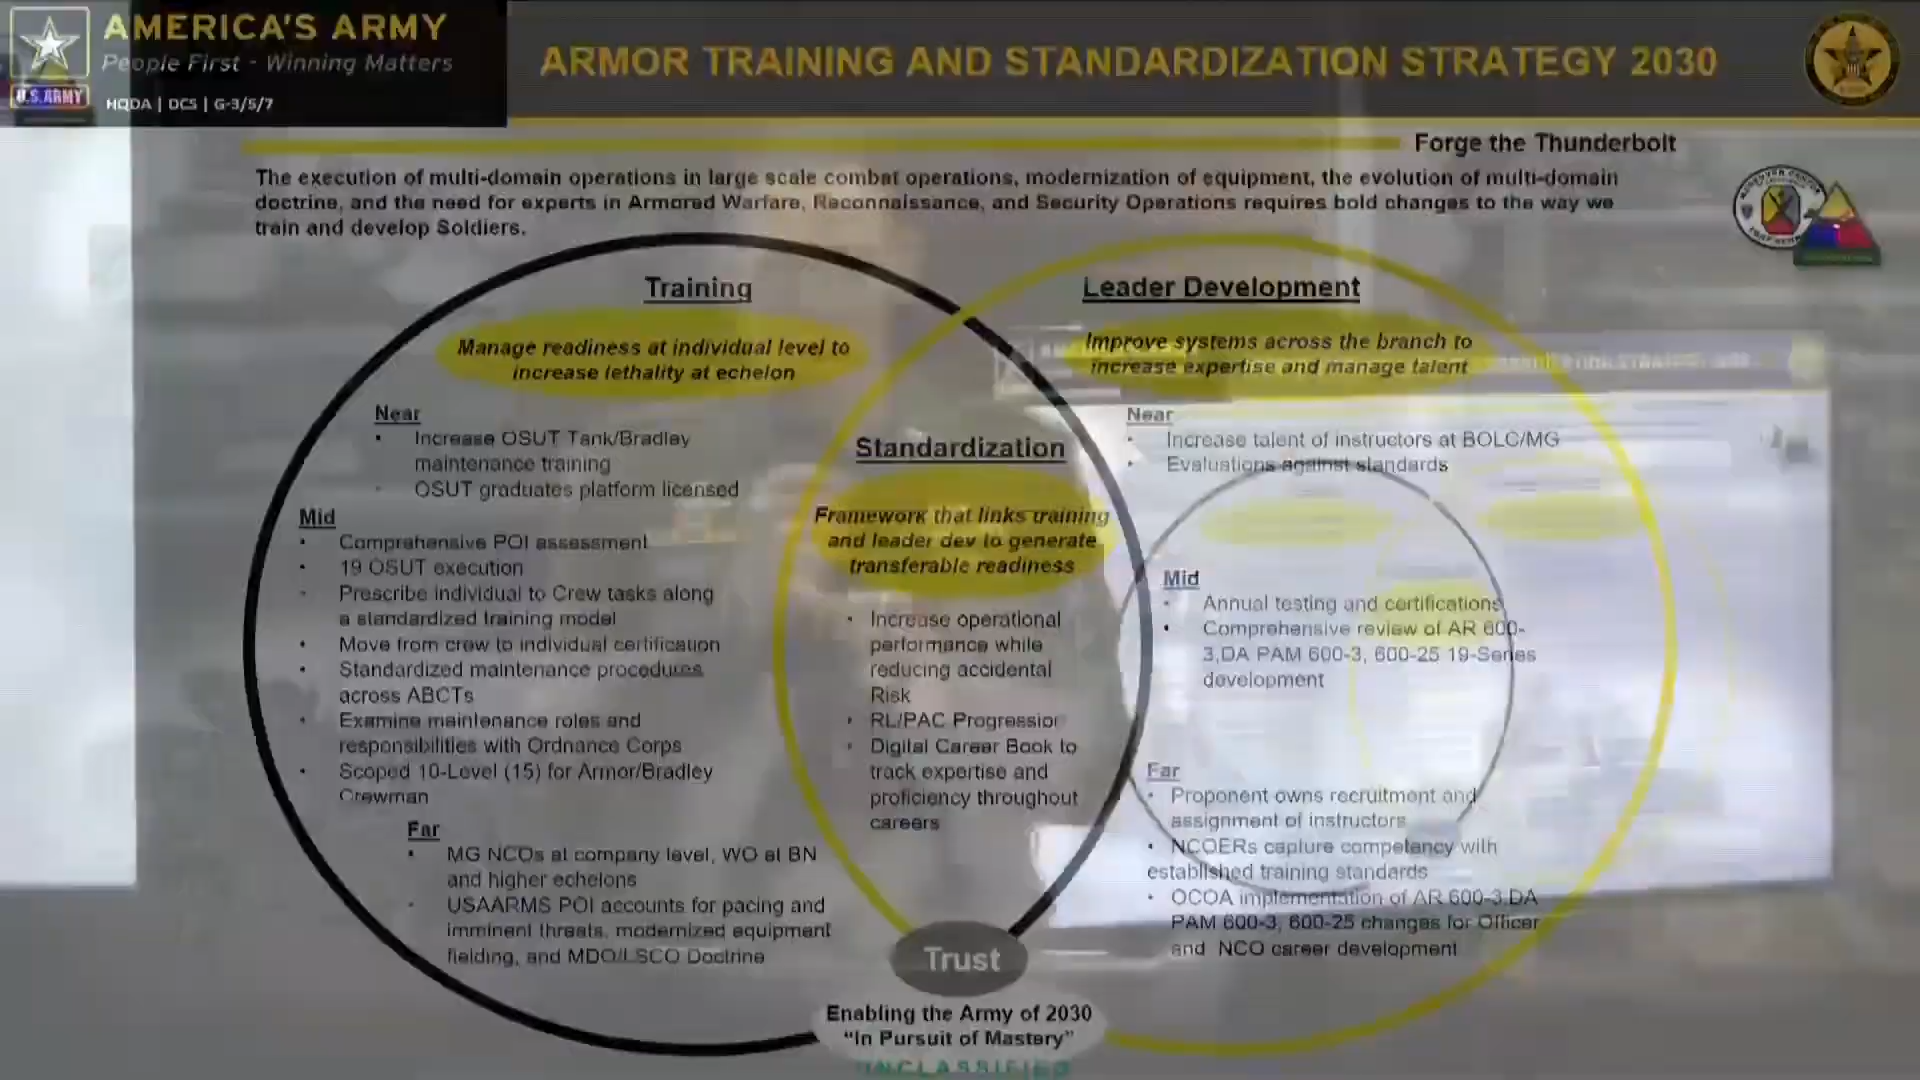 AMERICA'S ARMY
People First - Winning Matters
U.S.ARMY
HQDA | DCS | G-3/5/7
ARMOR TRAINING AND STANDARDIZATION STRATEGY 2030
Forge the Thunderbolt
The execution of multi-domain operations in large scale combat operations, modernization of equipment, the evolution of multi-domain
doctrine, and the need for experts in Armored Warfare, Reconnaissance, and Security Operations requires bold changes to the way we
train and develop Soldiers.
Training
Manage readiness at individual level to
increase lethality at echelon
Near
• Increase OSUT Tank/Bradley
maintenance training
• OSUT graduates platform licensed
Mid
• Comprehensive POI assessment
• 19 OSUT execution
• Prescribe individual to Crew tasks along
a standardized training model
• Move from crew to individual certification
• Standardized maintenance procedures
across ABCTs
• Examine maintenance roles and
responsibilities with Ordnance Corps
• Scoped 10-Level (15) for Armor/Bradley
Crewman
Far
• MG NCOs at company level, WO at BN
and higher echelons
• USAARMS POI accounts for pacing and
imminent threats, modernized equipment
fielding, and MDO/LSCO Doctrine
Standardization
Framework that links training
and leader dev to generate
transferable readiness
• Increase operational
performance while
reducing accidental
Risk
• RL/PAC Progression
• Digital Career Book to
track expertise and
proficiency throughout
careers
Leader Development
Improve systems across the branch to
increase expertise and manage talent
Near
• Increase talent of instructors at BOLC/MG
• Evaluations against standards
Mid
• Annual testing and certifications
• Comprehensive review of AR 600-
3,DA PAM 600-3, 600-25 19-Series
development
Far
• Proponent owns recruitment and
assignment of instructors
• NCOERs capture competency with
established training standards
• OCOA implementation of AR 600-3,DA
PAM 600-3, 600-25 changes for Officer
and NCO career development
Trust
Enabling the Army of 2030
“In Pursuit of Mastery”
UNCLASSIFIED